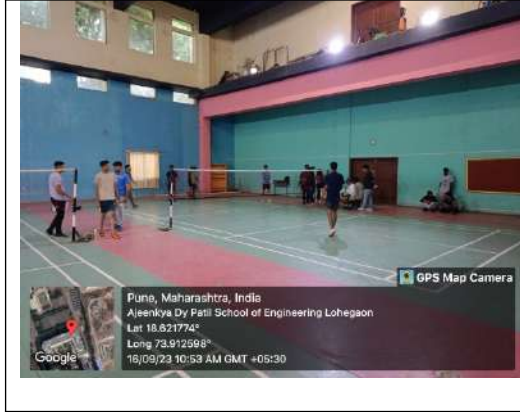 GPS Map Camera
Pune, Maharashtra, India
Ajeenkya Dy Patil School of Engineering Lohegaon
Lat 18.621774°
Long 73.912598°
16/09/23 10:53 AM GMT +05:30
Google